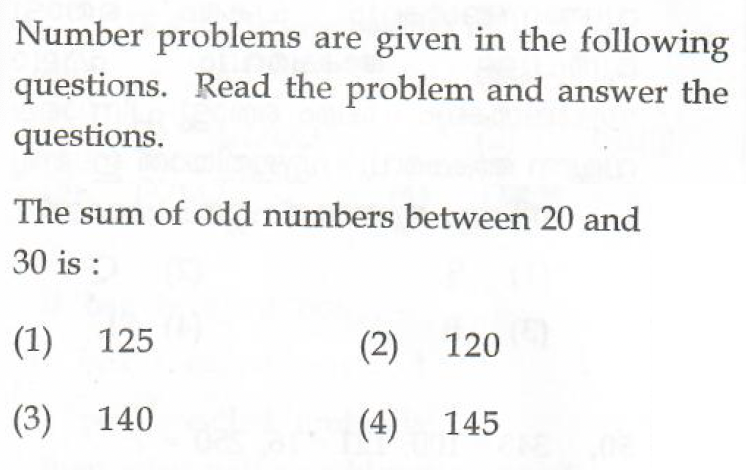 Number problems are given in the following
questions. Read the problem and answer the
questions.
The sum of odd numbers between 20 and
30 is :
(1) 125 (2) 120
(3) 140 (4) 145